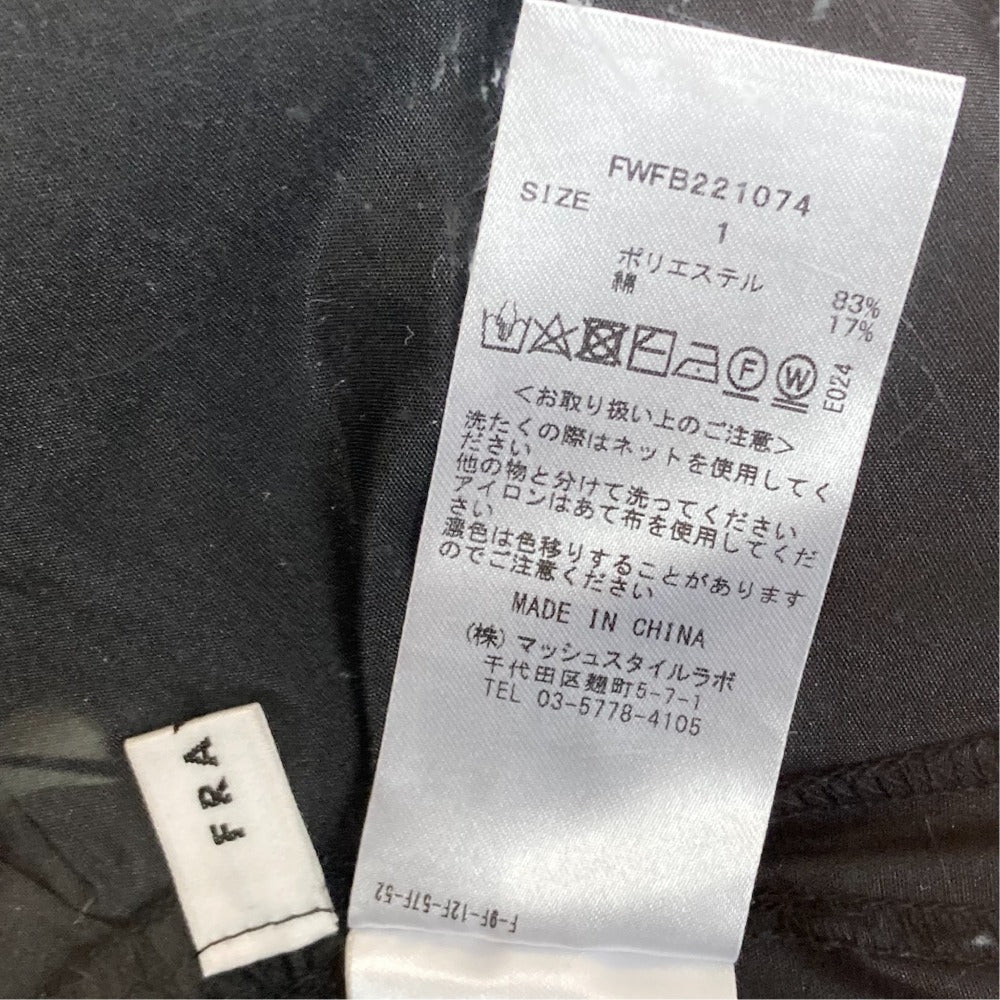 FWFB221074
SIZE
1
ポリエステル 83%
綿 17%
F W E024
＜お取り扱い上のご注意＞
洗たくの際はネットを使用してく
ださい
他の物と分けて洗ってください
アイロンはあて布を使用してくだ
さい
濃色は色移りすることがあります
のでご注意ください
MADE IN CHINA
(株) マッシュスタイルラボ
千代田区麹町5-7-1
TEL 03-5778-4105
F-9F-12F-57F-52
FRA